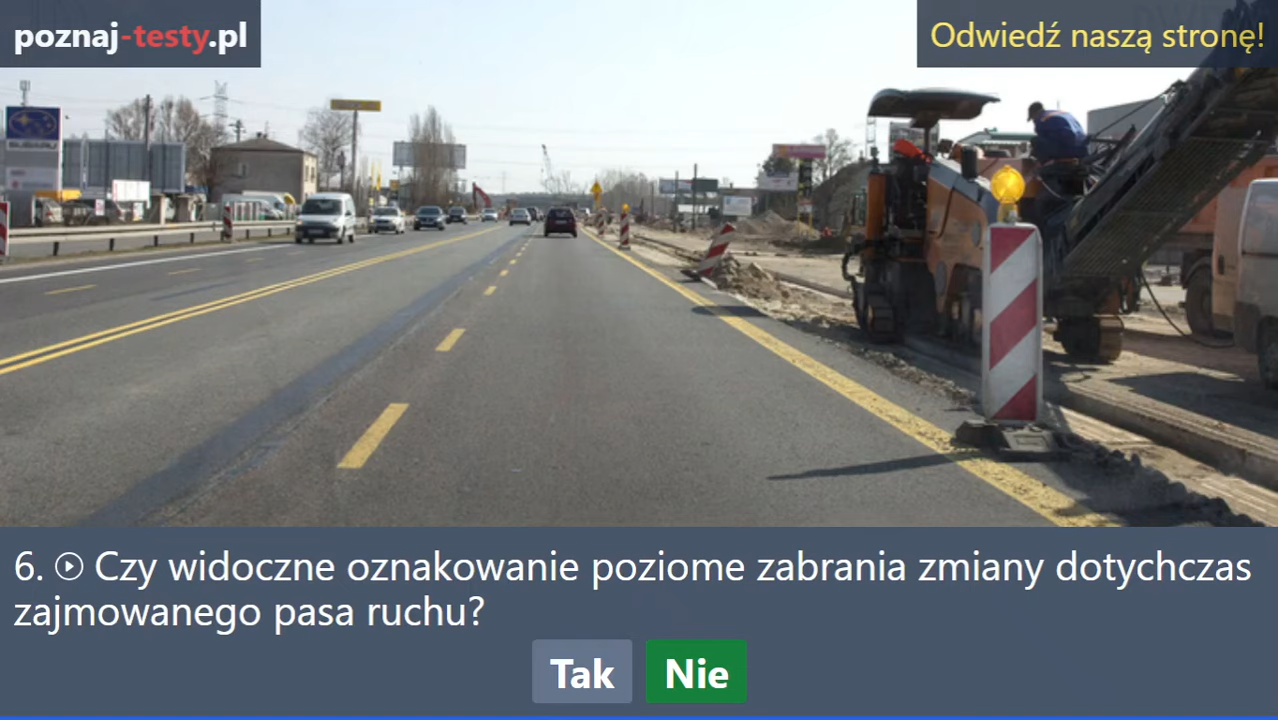 poznaj-testy.pl
Odwiedź naszą stronę!
6. Czy widoczne oznakowanie poziome zabrania zmiany dotychczas
zajmowanego pasa ruchu?
Tak
Nie